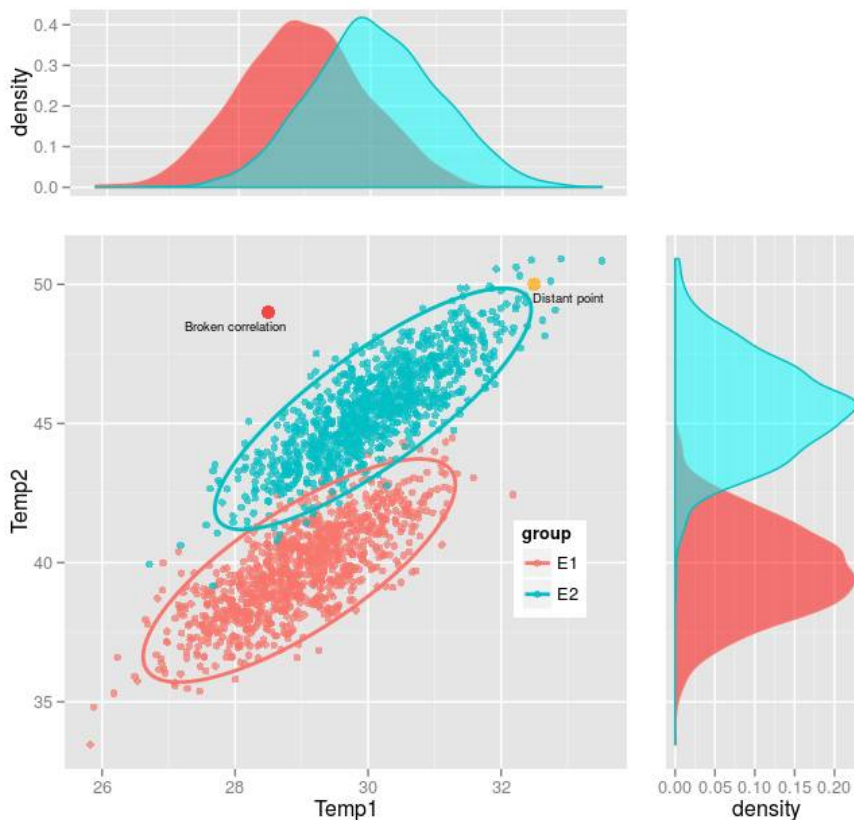 0.4
0.3
0.2
0.1
0.0
density
50
45
40
35
Temp2
Broken correlation
Distant point
group
E1
E2
26 28 30 32
Temp1
0.00 0.05 0.10 0.15 0.20
density